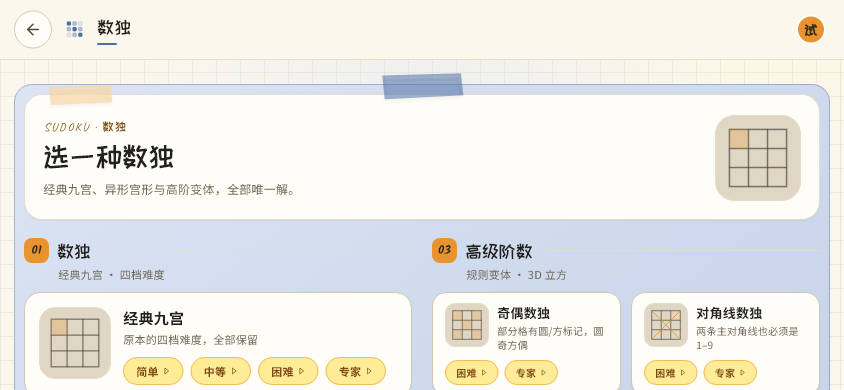 数独
试
SUDOKU · 数独
选一种数独
经典九宫、异形宫形与高阶变体，全部唯一解。
01 数独
经典九宫 · 四档难度
经典九宫
原本的四档难度，全部保留
简单
中等
困难
专家
03 高级阶数
规则变体 · 3D 立方
奇偶数独
部分格有圆/方标记，圆
奇方偶
困难
专家
对角线数独
两条主对角线也必须是
1–9
困难
专家